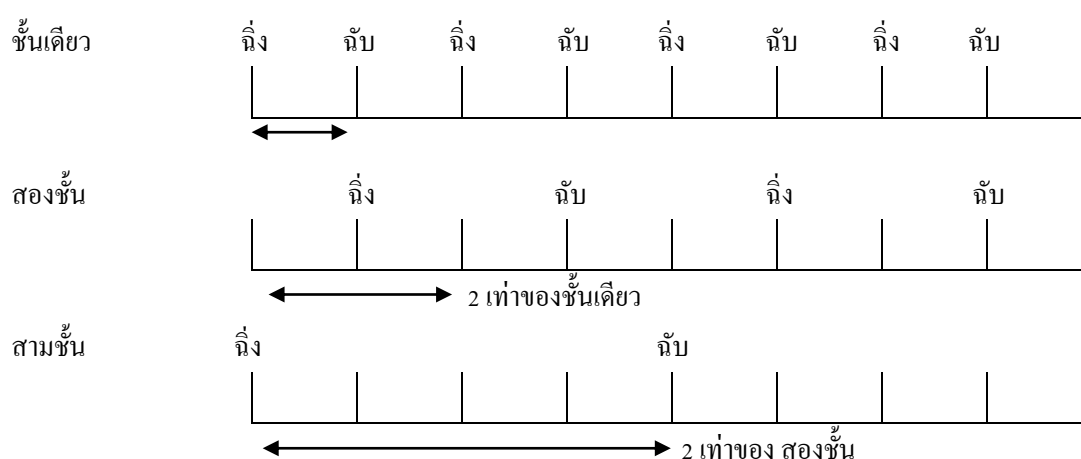 ชั้นเดียว ฉิ่ง ฉับ ฉิ่ง ฉับ ฉิ่ง ฉับ ฉิ่ง ฉับ
สองชั้น ฉิ่ง ฉับ ฉิ่ง ฉับ
2 เท่าของชั้นเดียว
สามชั้น ฉิ่ง ฉับ
2 เท่าของ สองชั้น